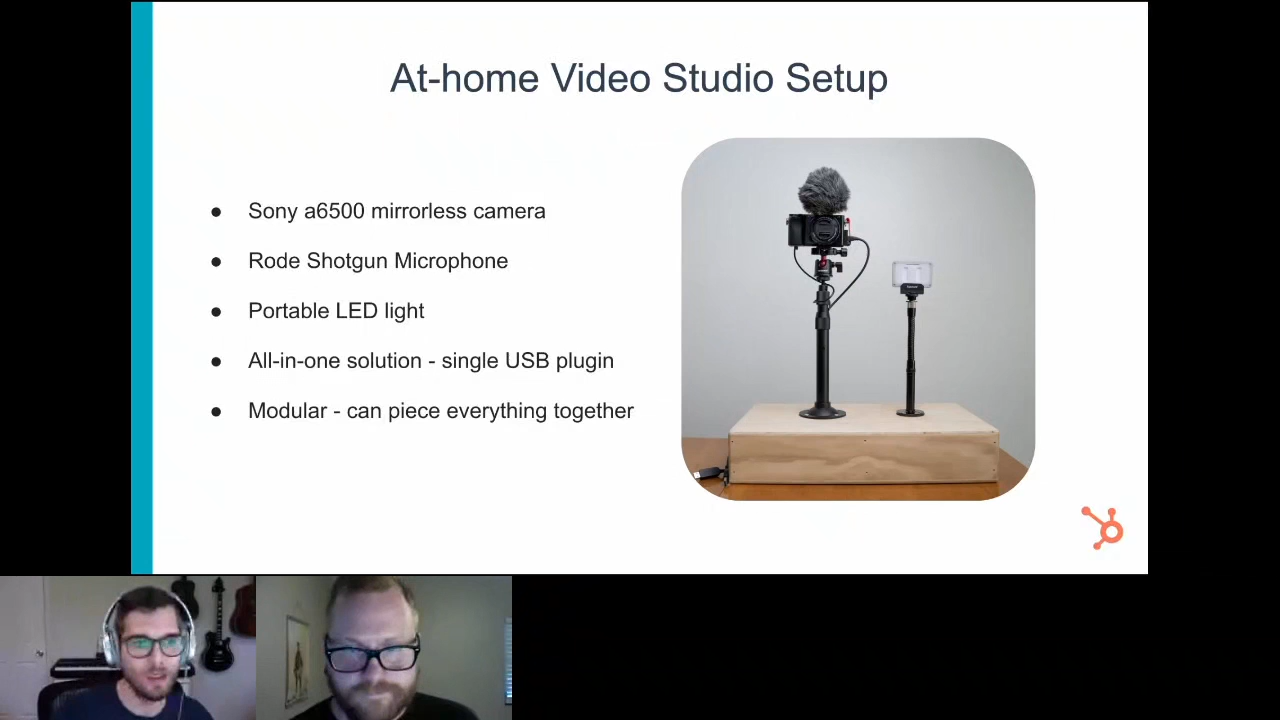 At-home Video Studio Setup
● Sony a6500 mirrorless camera
● Rode Shotgun Microphone
● Portable LED light
● All-in-one solution - single USB plugin
● Modular - can piece everything together